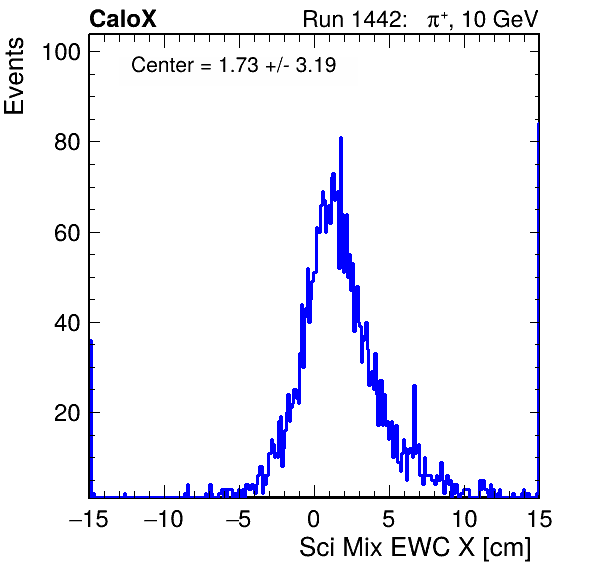 CaloX Run 1442: π⁺, 10 GeV
Center = 1.73 +/- 3.19
Events
100
80
60
40
20
−15 −10 −5 0 5 10 15
Sci Mix EWC X [cm]